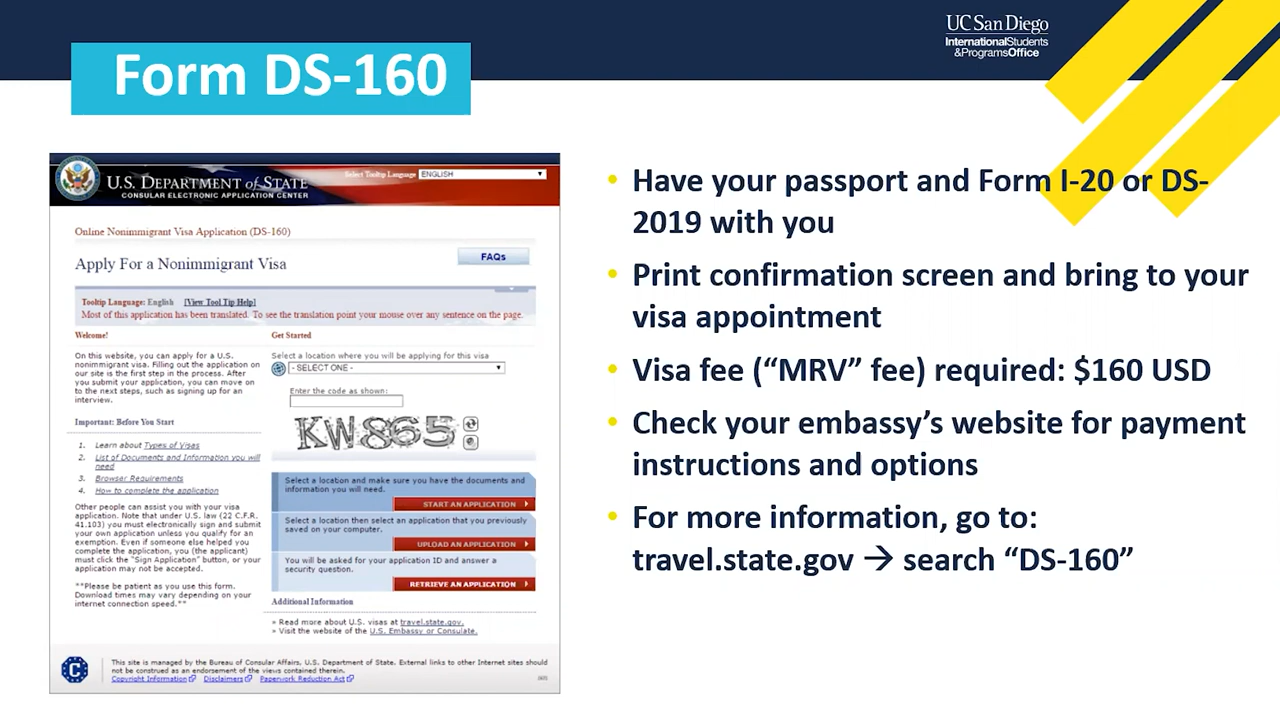 UC San Diego
InternationalStudents
&ProgramsOffice
Form DS-160
U.S. DEPARTMENT of STATE
CONSULAR ELECTRONIC APPLICATION CENTER
Select Tooltip Language ENGLISH
Online Nonimmigrant Visa Application (DS-160)
Apply For a Nonimmigrant Visa
FAQs
Tooltip Language: English [View Tool Tip Help]
Most of this application has been translated. To see the translation point your mouse over any sentence on the page.
Welcome!
On this website, you can apply for a U.S.
nonimmigrant visa. Filling out the application on
our site is the first step in the process. After
you submit your application, you can move on
to the next steps, such as signing up for an
interview.
Important: Before You Start
1. Learn about Types of Visas
2. List of Documents and Information you will
need
3. Browser Requirements
4. How to complete the application
Other people can assist you with your visa
application. Note that under U.S. law (22 C.F.R.
41.103) you must electronically sign and submit
your own application unless you qualify for an
exemption. Even if someone else helped you
complete the application, you (the applicant)
must click the "Sign Application" button, or your
application may not be accepted.
**Please be patient as you use this form.
Download times may vary depending on your
internet connection speed.**
Get Started
Select a location where you will be applying for this visa
- SELECT ONE -
Enter the code as shown:
KW865
Select a location and make sure you have the documents and
information you will need.
START AN APPLICATION
Select a location then select an application that you previously
saved on your computer.
UPLOAD AN APPLICATION
You will be asked for your application ID and answer a
security question.
RETRIEVE AN APPLICATION
Additional Information
» Read more about U.S. visas at travel.state.gov.
» Visit the website of the U.S. Embassy or Consulate.
C
This site is managed by the Bureau of Consular Affairs, U.S. Department of State. External links to other Internet sites should
not be construed as an endorsement of the views contained therein.
Copyright Information Disclaimers Paperwork Reduction Act
• Have your passport and Form I-20 or DS-
2019 with you
• Print confirmation screen and bring to your
visa appointment
• Visa fee (“MRV” fee) required: $160 USD
• Check your embassy’s website for payment
instructions and options
• For more information, go to:
travel.state.gov → search “DS-160”